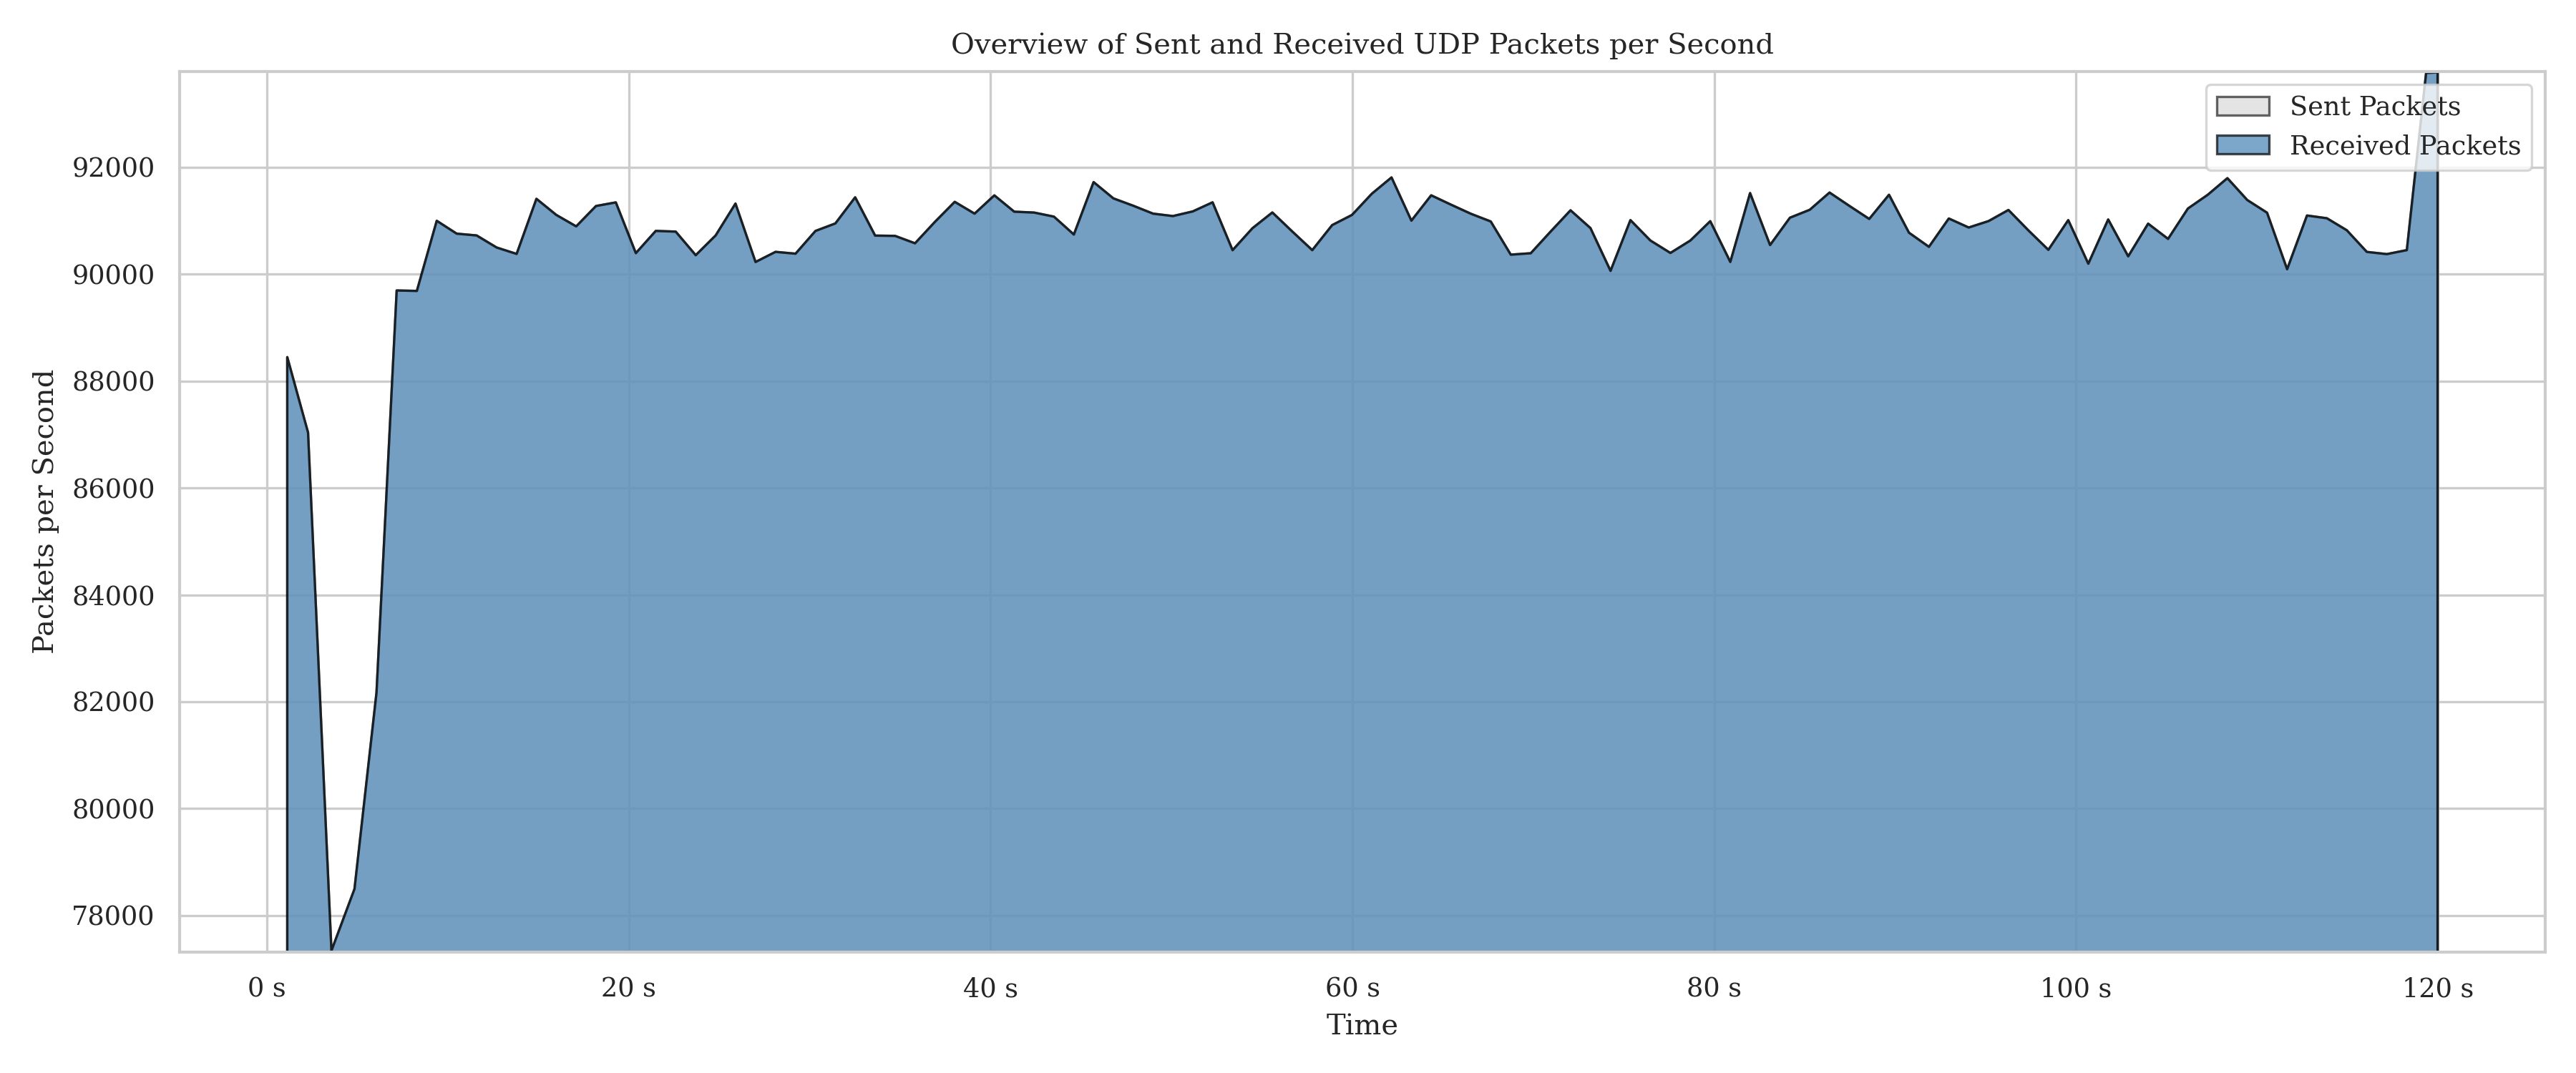 Overview of Sent and Received UDP Packets per Second
Sent Packets
Received Packets
Packets per Second
92000
90000
88000
86000
84000
82000
80000
78000
0 s
20 s
40 s
60 s
80 s
100 s
120 s
Time